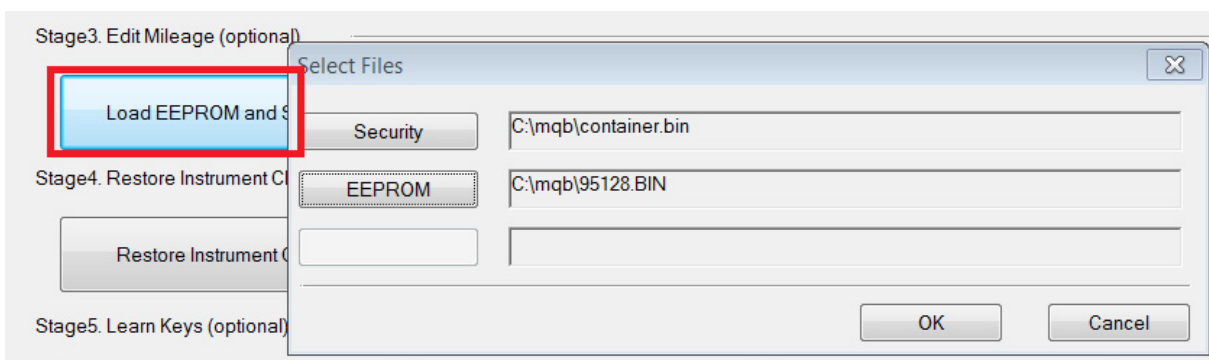 Stage3. Edit Mileage (optional)
Select Files
Load EEPROM and S
Security
C:\mqb\container.bin
Stage4. Restore Instrument Cl
EEPROM
C:\mqb\95128.BIN
Restore Instrument C
Stage5. Learn Keys (optional)
OK
Cancel